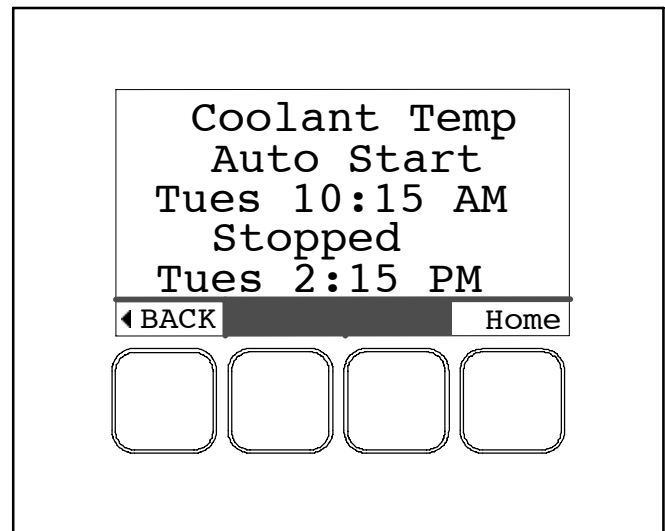 Coolant Temp
Auto Start
Tues 10:15 AM
Stopped
Tues 2:15 PM
BACK Home